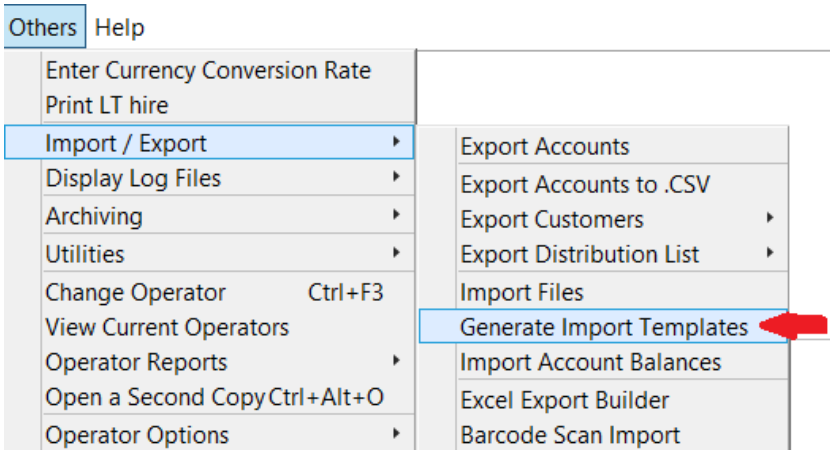 Others Help
Enter Currency Conversion Rate
Print LT hire
Import / Export
Display Log Files
Archiving
Utilities
Change Operator Ctrl+F3
View Current Operators
Operator Reports
Open a Second Copy Ctrl+Alt+O
Operator Options
Export Accounts
Export Accounts to .CSV
Export Customers
Export Distribution List
Import Files
Generate Import Templates
Import Account Balances
Excel Export Builder
Barcode Scan Import